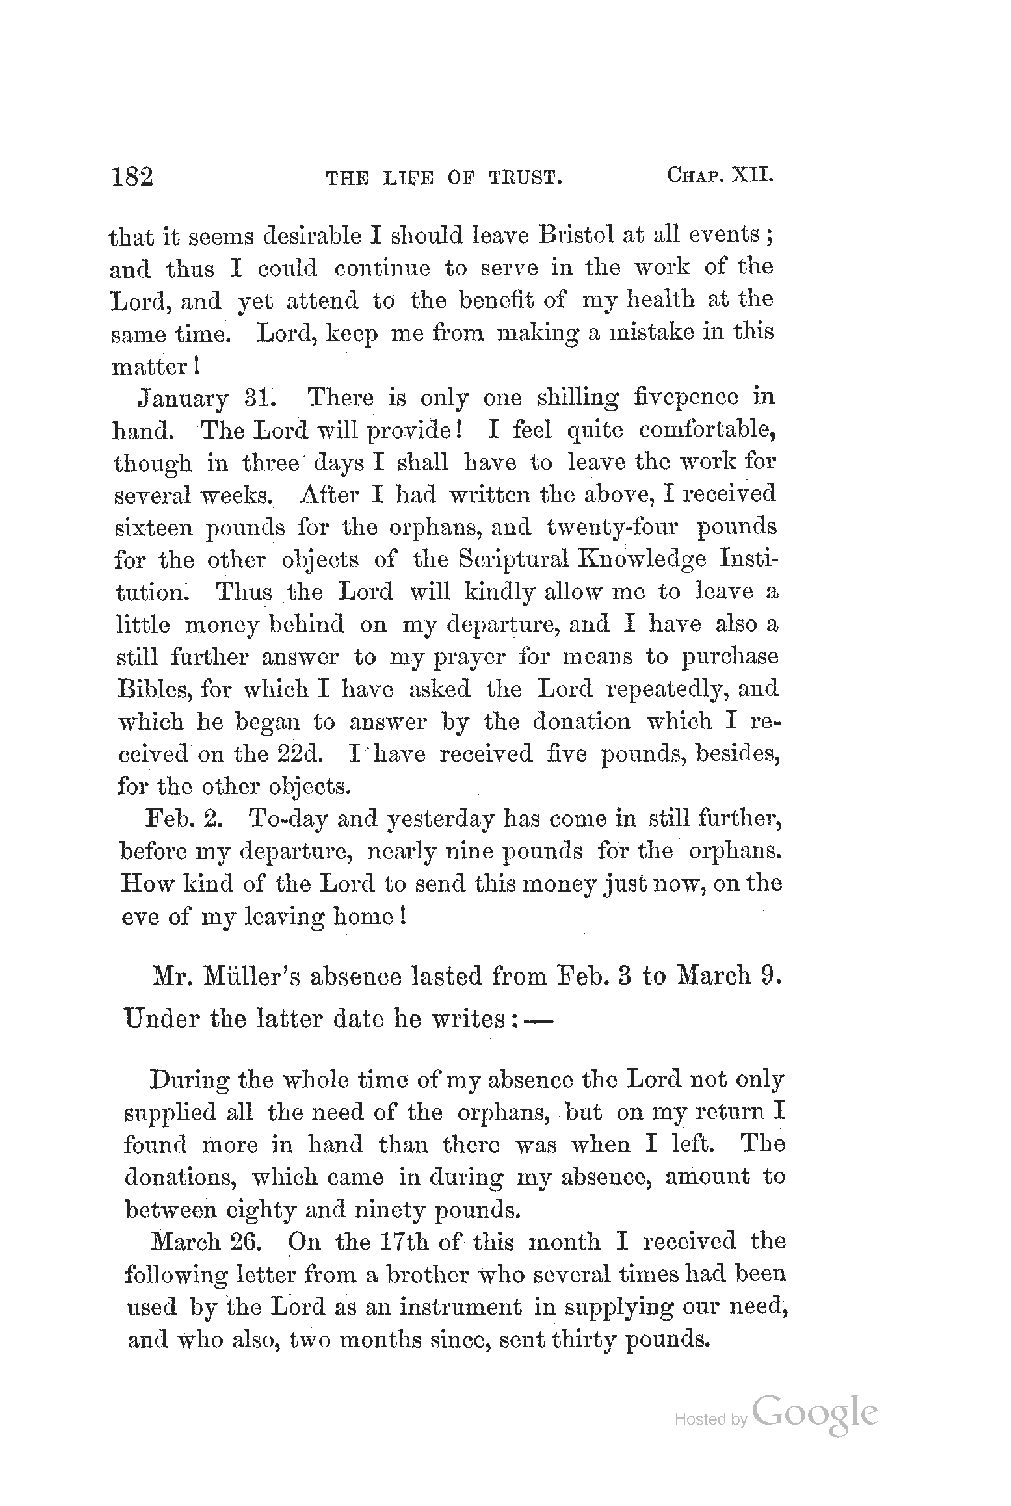 182 THE LIFE OF TRUST. CHAP. XII.
that it seems desirable I should leave Bristol at all events;
and thus I could continue to serve in the work of the
Lord, and yet attend to the benefit of my health at the
same time. Lord, keep me from making a mistake in this
matter!
January 31. There is only one shilling fivepence in
hand. The Lord will provide! I feel quite comfortable,
though in three days I shall have to leave the work for
several weeks. After I had written the above, I received
sixteen pounds for the orphans, and twenty-four pounds
for the other objects of the Scriptural Knowledge Insti-
tution. Thus the Lord will kindly allow me to leave a
little money behind on my departure, and I have also a
still further answer to my prayer for means to purchase
Bibles, for which I have asked the Lord repeatedly, and
which he began to answer by the donation which I re-
ceived on the 22d. I have received five pounds, besides,
for the other objects.
Feb. 2. To-day and yesterday has come in still further,
before my departure, nearly nine pounds for the orphans.
How kind of the Lord to send this money just now, on the
eve of my leaving home!
Mr. Müller's absence lasted from Feb. 3 to March 9.
Under the latter date he writes:—
During the whole time of my absence the Lord not only
supplied all the need of the orphans, but on my return I
found more in hand than there was when I left. The
donations, which came in during my absence, amount to
between eighty and ninety pounds.
March 26. On the 17th of this month I received the
following letter from a brother who several times had been
used by the Lord as an instrument in supplying our need,
and who also, two months since, sent thirty pounds.
Hosted by Google